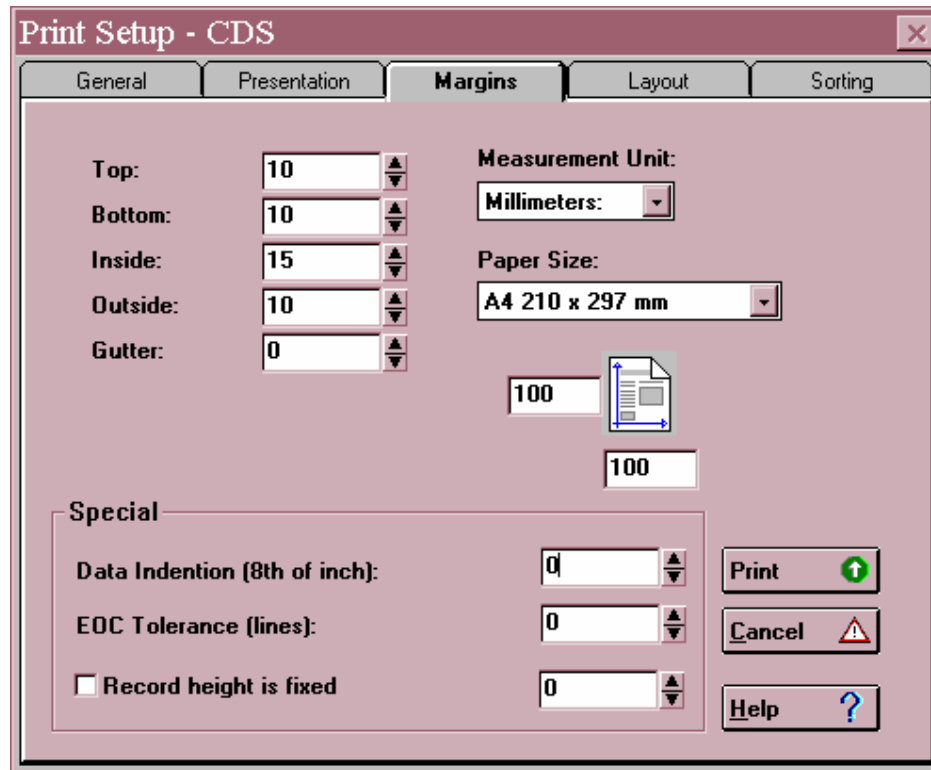 Print Setup - CDS
General Presentation Margins Layout Sorting
Top: 10
Bottom: 10
Inside: 15
Outside: 10
Gutter: 0
Measurement Unit:
Millimeters:
Paper Size:
A4 210 x 297 mm
100
100
Special
Data Indention (8th of inch): 0
EOC Tolerance (lines): 0
Record height is fixed 0
Print
Cancel
Help ?